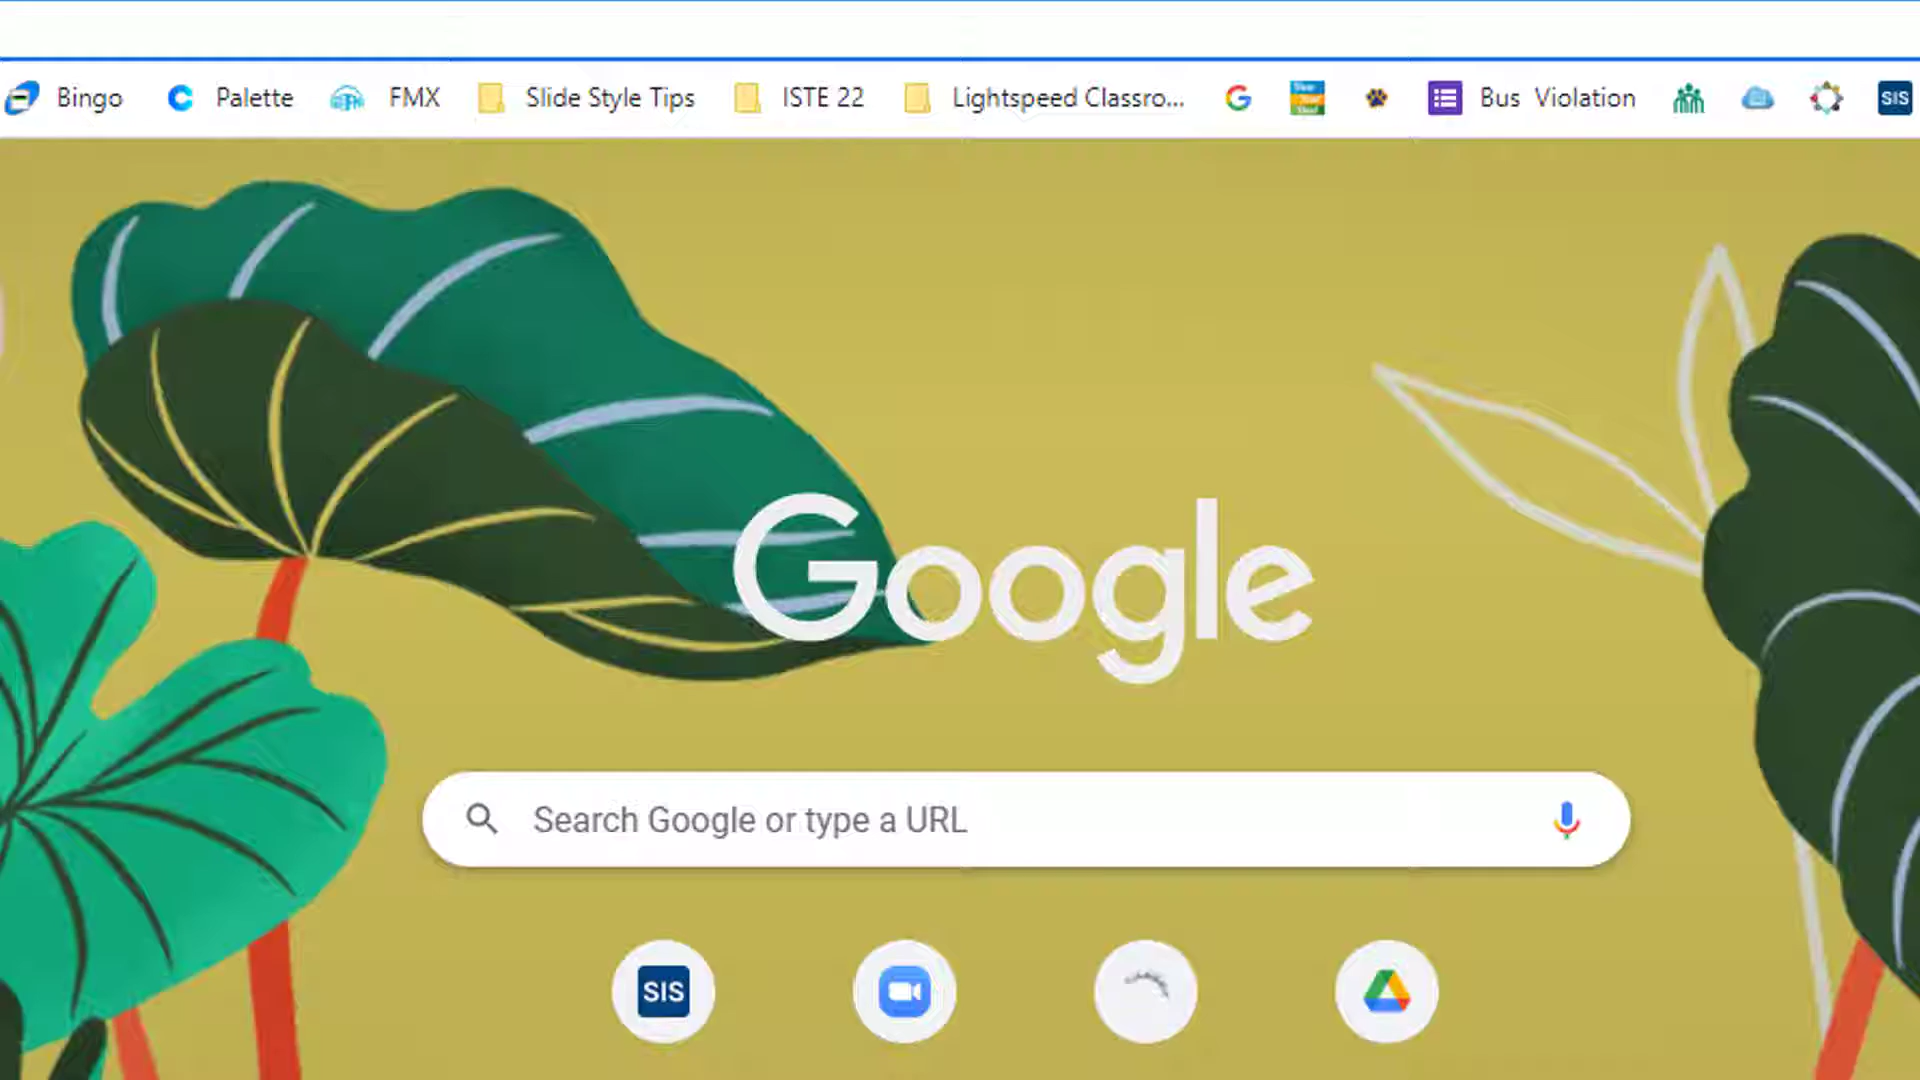 Bingo Palette FMX Slide Style Tips ISTE 22 Lightspeed Classro... Bus Violation SIS
Google
Search Google or type a URL
SIS